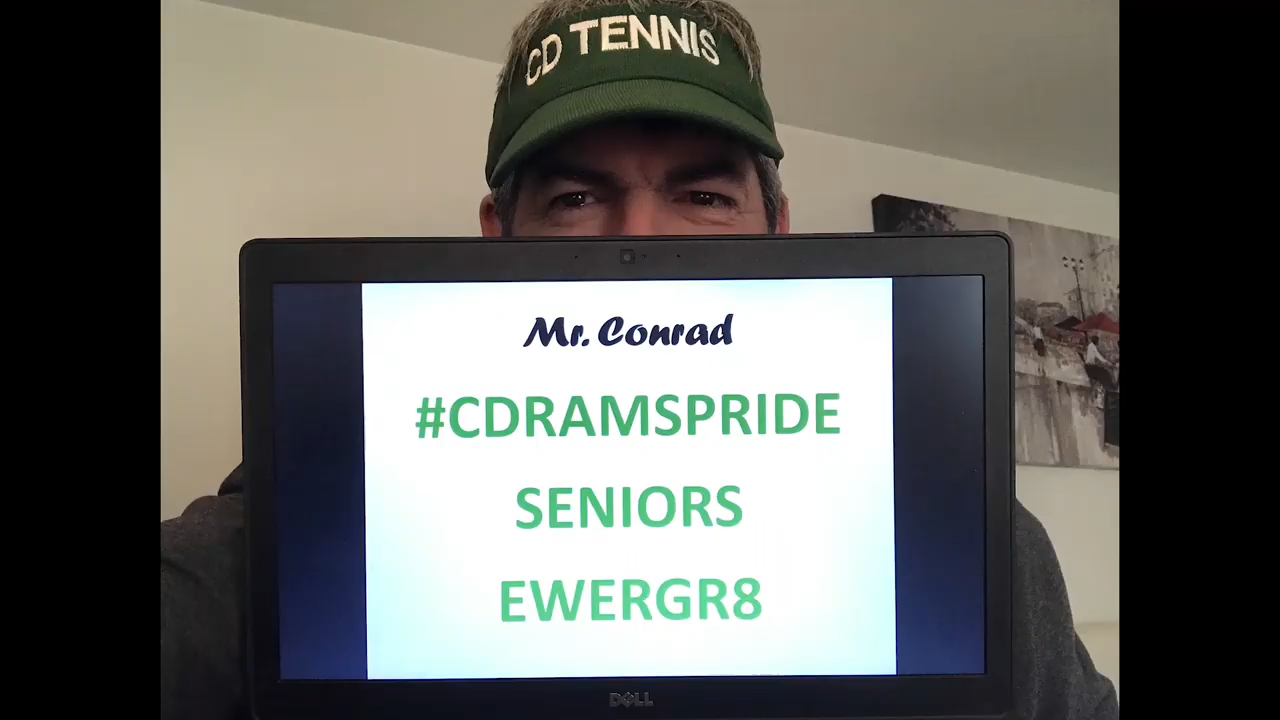 CD TENNIS
Mr. Conrad
#CDRAMSPRIDE
SENIORS
EWERGR8
DELL